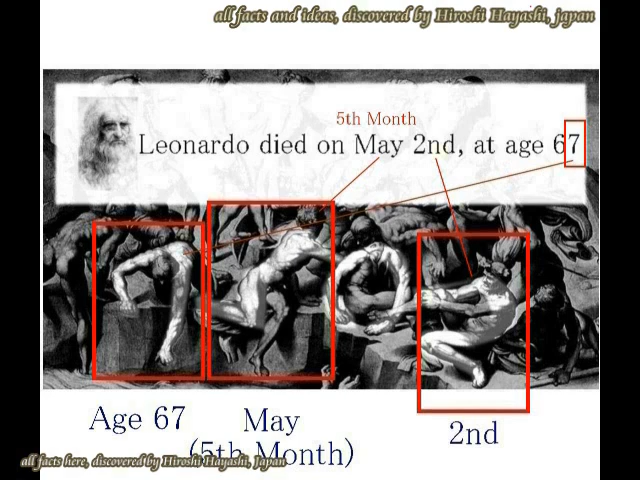 all facts and ideas, discovered by Hiroshi Hayashi, japan
5th Month
Leonardo died on May 2nd, at age 67
Age 67
May
(5th Month)
2nd
all facts here, discovered by Hiroshi Hayashi, Japan